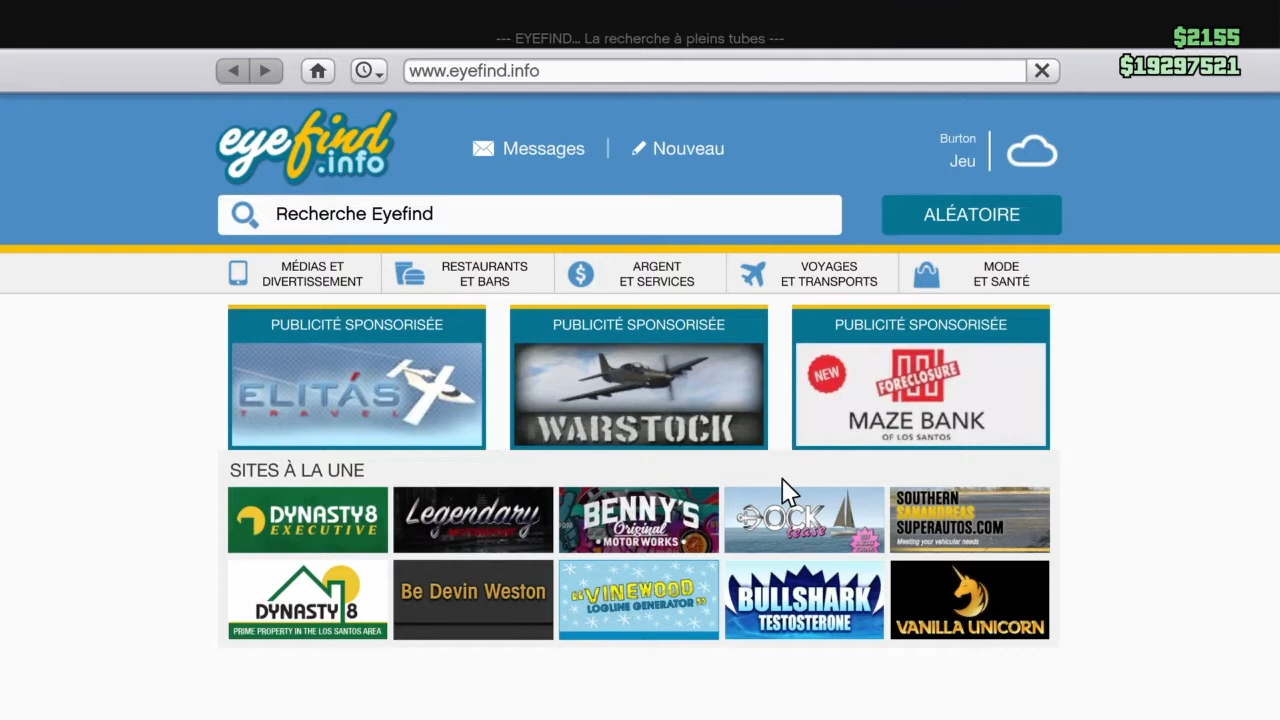 --- EYEFIND... La recherche à pleins tubes ---
$2155
$19297521
www.eyefind.info
eyefind
.info
Messages
Nouveau
Burton
Jeu
Recherche Eyefind
ALÉATOIRE
MÉDIAS ET
DIVERTISSEMENT
RESTAURANTS
ET BARS
ARGENT
ET SERVICES
VOYAGES
ET TRANSPORTS
MODE
ET SANTÉ
PUBLICITÉ SPONSORISÉE
ELITÁS
TRAVEL
PUBLICITÉ SPONSORISÉE
WARSTOCK
PUBLICITÉ SPONSORISÉE
NEW
FORECLOSURE
MAZE BANK
OF LOS SANTOS
SITES À LA UNE
DYNASTY 8
EXECUTIVE
Legendary
BENNY'S
Original
MOTOR WORKS
DOCK
tease
SOUTHERN
SANANDREAS
SUPERAUTOS.COM
Meeting your vehicular needs
DYNASTY 8
PRIME PROPERTY IN THE LOS SANTOS AREA
Be Devin Weston
"VINEWOOD
LOGLINE GENERATOR"
BULLSHARK
TESTOSTERONE
VANILLA UNICORN